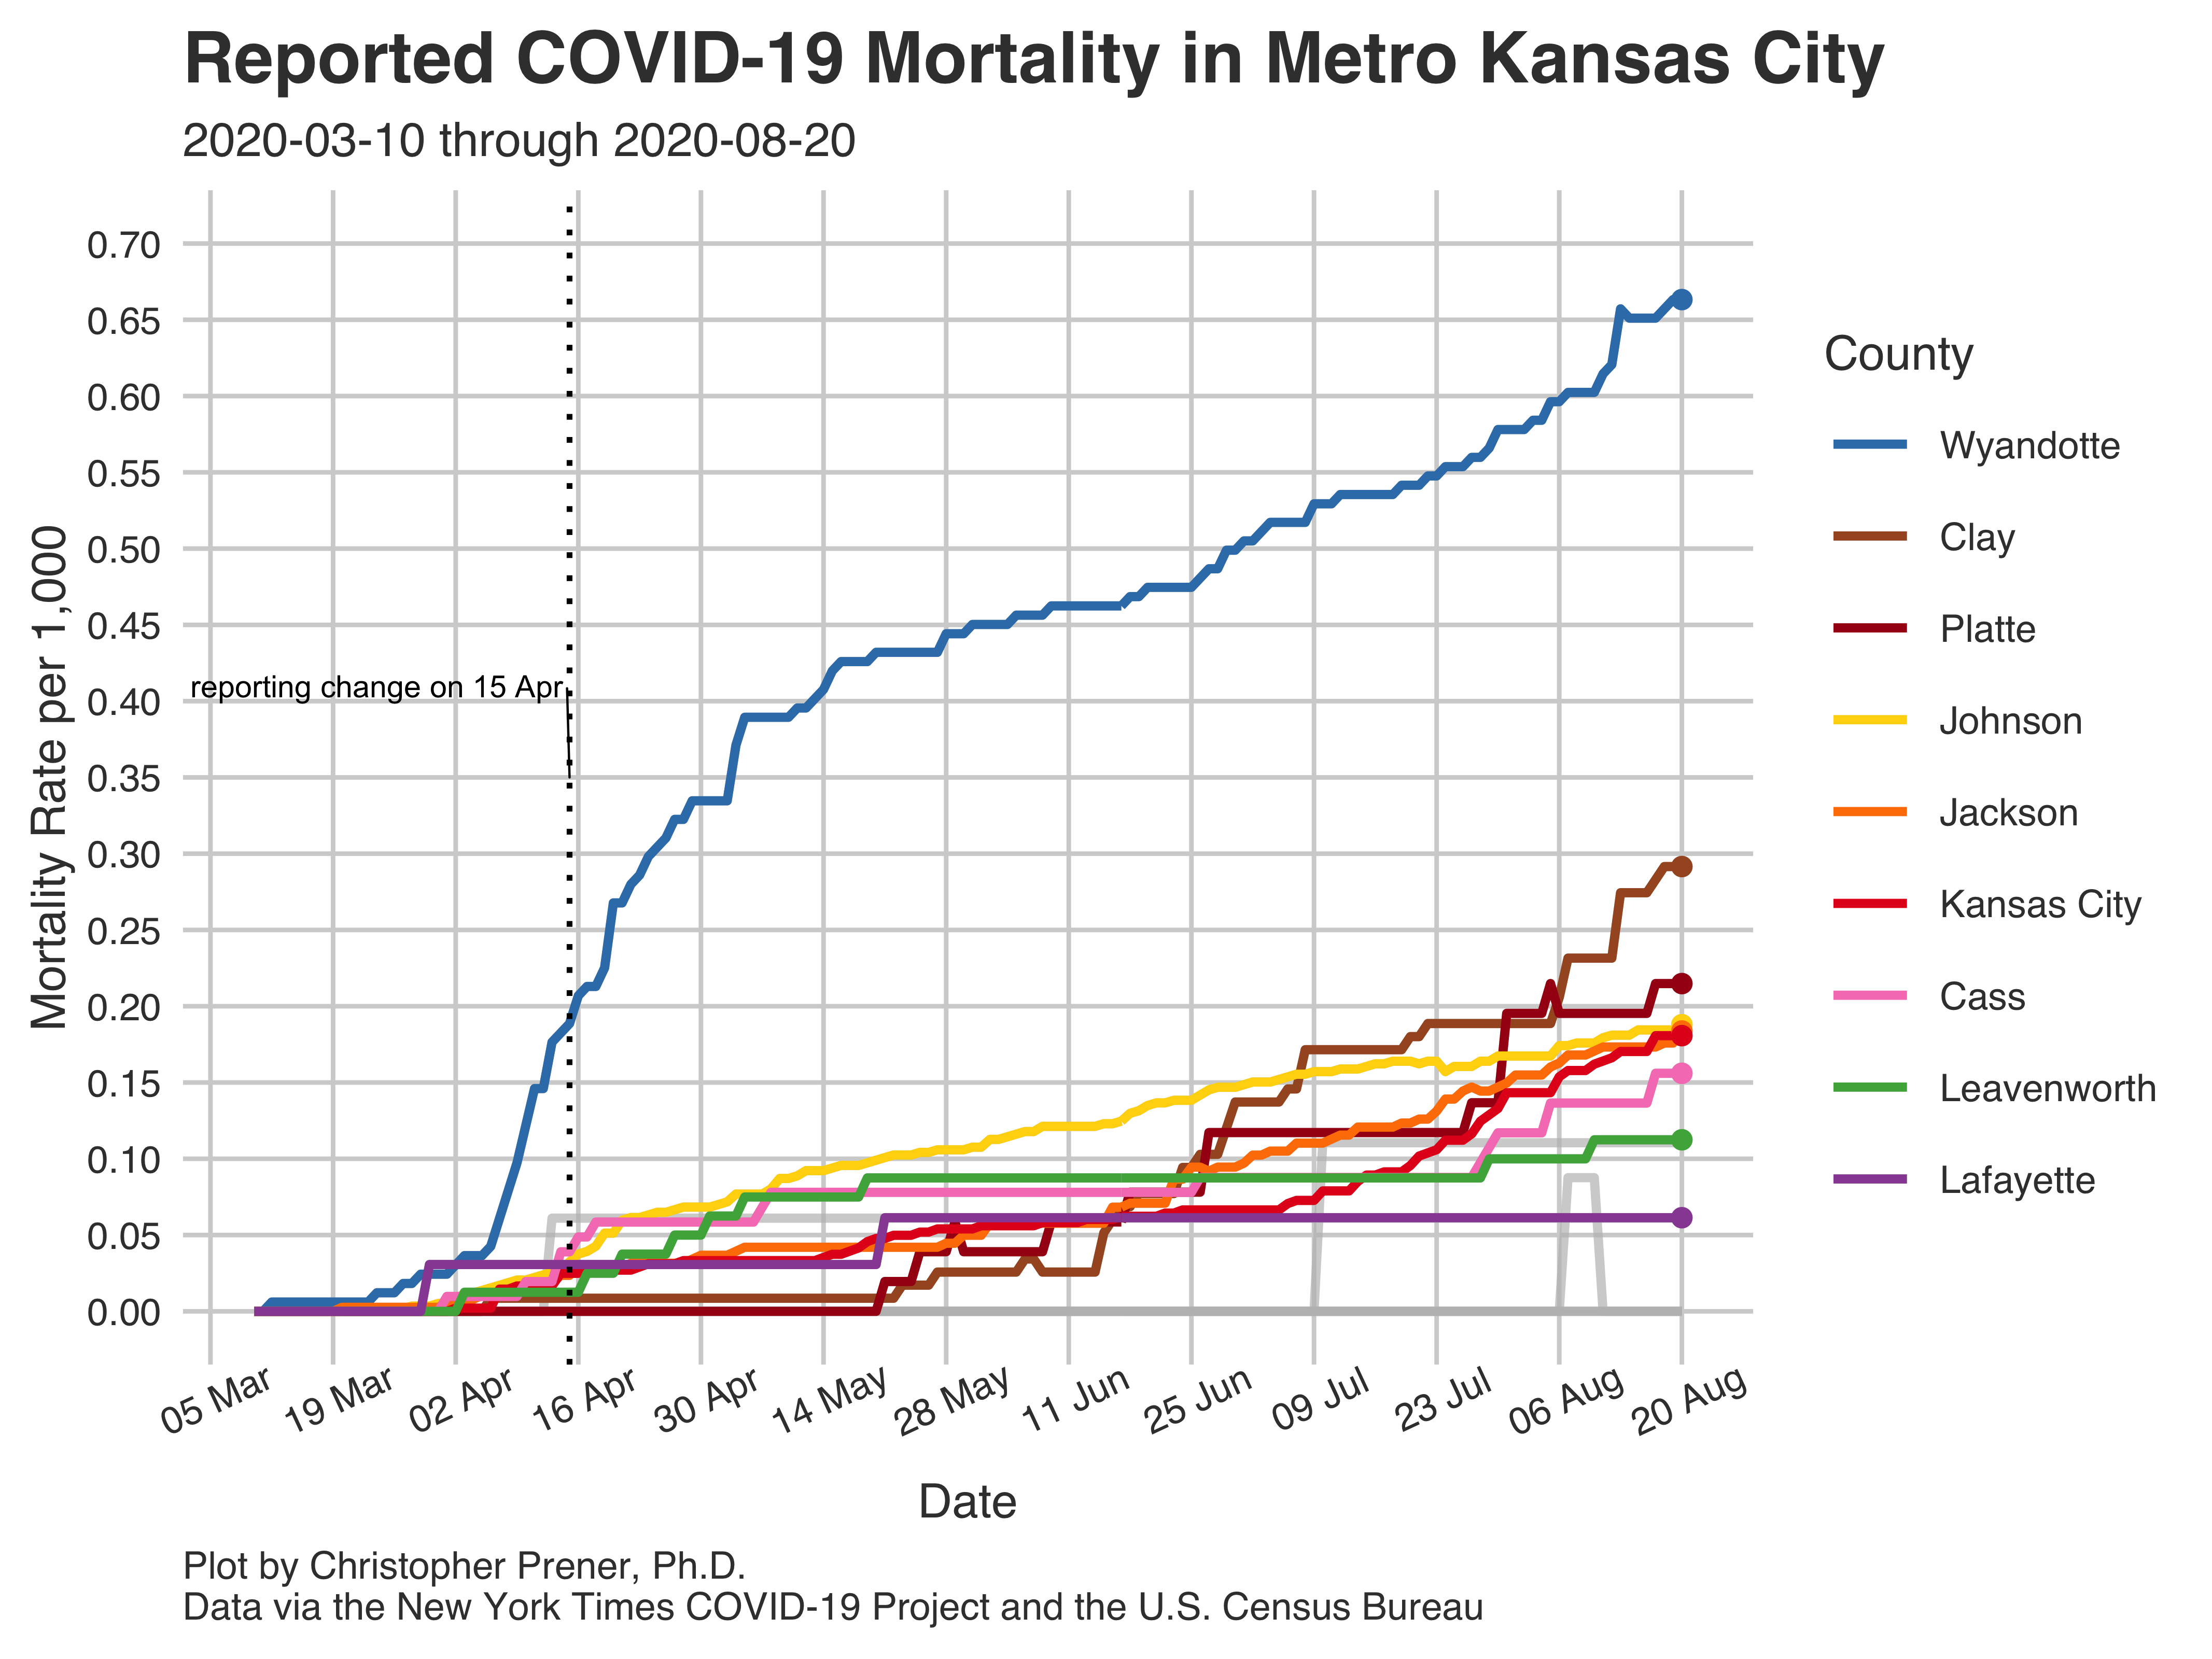 Reported COVID-19 Mortality in Metro Kansas City
2020-03-10 through 2020-08-20
Mortality Rate per 1,000
0.70
0.65
0.60
0.55
0.50
0.45
0.40
0.35
0.30
0.25
0.20
0.15
0.10
0.05
0.00
reporting change on 15 Apr
05 Mar
19 Mar
02 Apr
16 Apr
30 Apr
14 May
28 May
11 Jun
25 Jun
09 Jul
23 Jul
06 Aug
20 Aug
Date
County
Wyandotte
Clay
Platte
Johnson
Jackson
Kansas City
Cass
Leavenworth
Lafayette
Plot by Christopher Prener, Ph.D.
Data via the New York Times COVID-19 Project and the U.S. Census Bureau